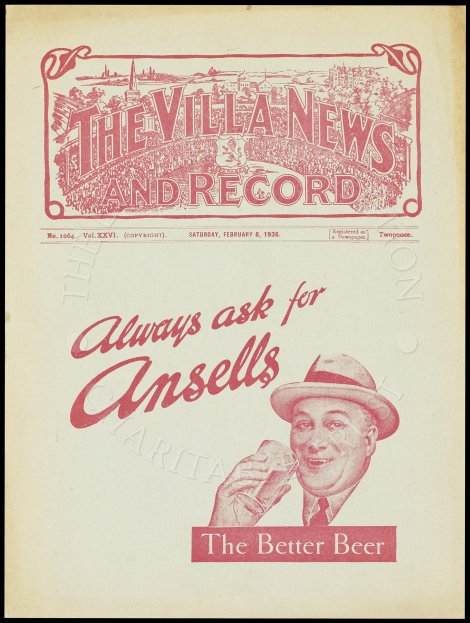 THE VILLA NEWS
AND RECORD
No. 1064. Vol. XXVI. (COPYRIGHT). SATURDAY, FEBRUARY 8, 1936. [Registered as a Newspaper] Twopence.
Always ask for
Ansells
The Better Beer